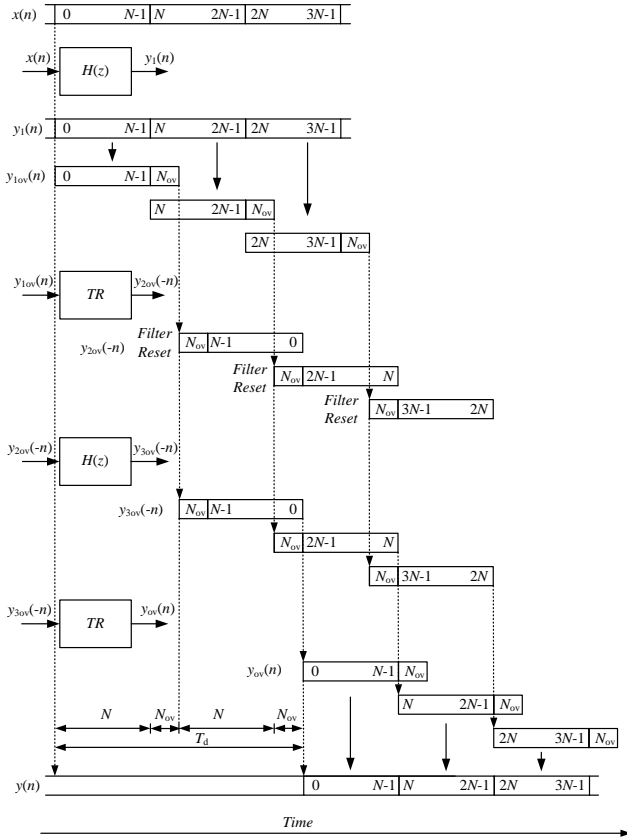 x(n) 0 N-1 N 2N-1 2N 3N-1
x(n) H(z) y1(n)
y1(n) 0 N-1 N 2N-1 2N 3N-1
y1ov(n) 0 N-1 Nov
N 2N-1 Nov
2N 3N-1 Nov
y1ov(n) TR y2ov(-n)
y2ov(-n) Filter Reset Nov N-1 0
Filter Reset Nov 2N-1 N
Filter Reset Nov 3N-1 2N
y2ov(-n) H(z) y3ov(-n)
y3ov(-n) Nov N-1 0
Nov 2N-1 N
Nov 3N-1 2N
y3ov(-n) TR yov(n)
yov(n) 0 N-1 Nov
N 2N-1 Nov
N Nov N Nov
2N 3N-1 Nov
Td
y(n) 0 N-1 N 2N-1 2N 3N-1
Time